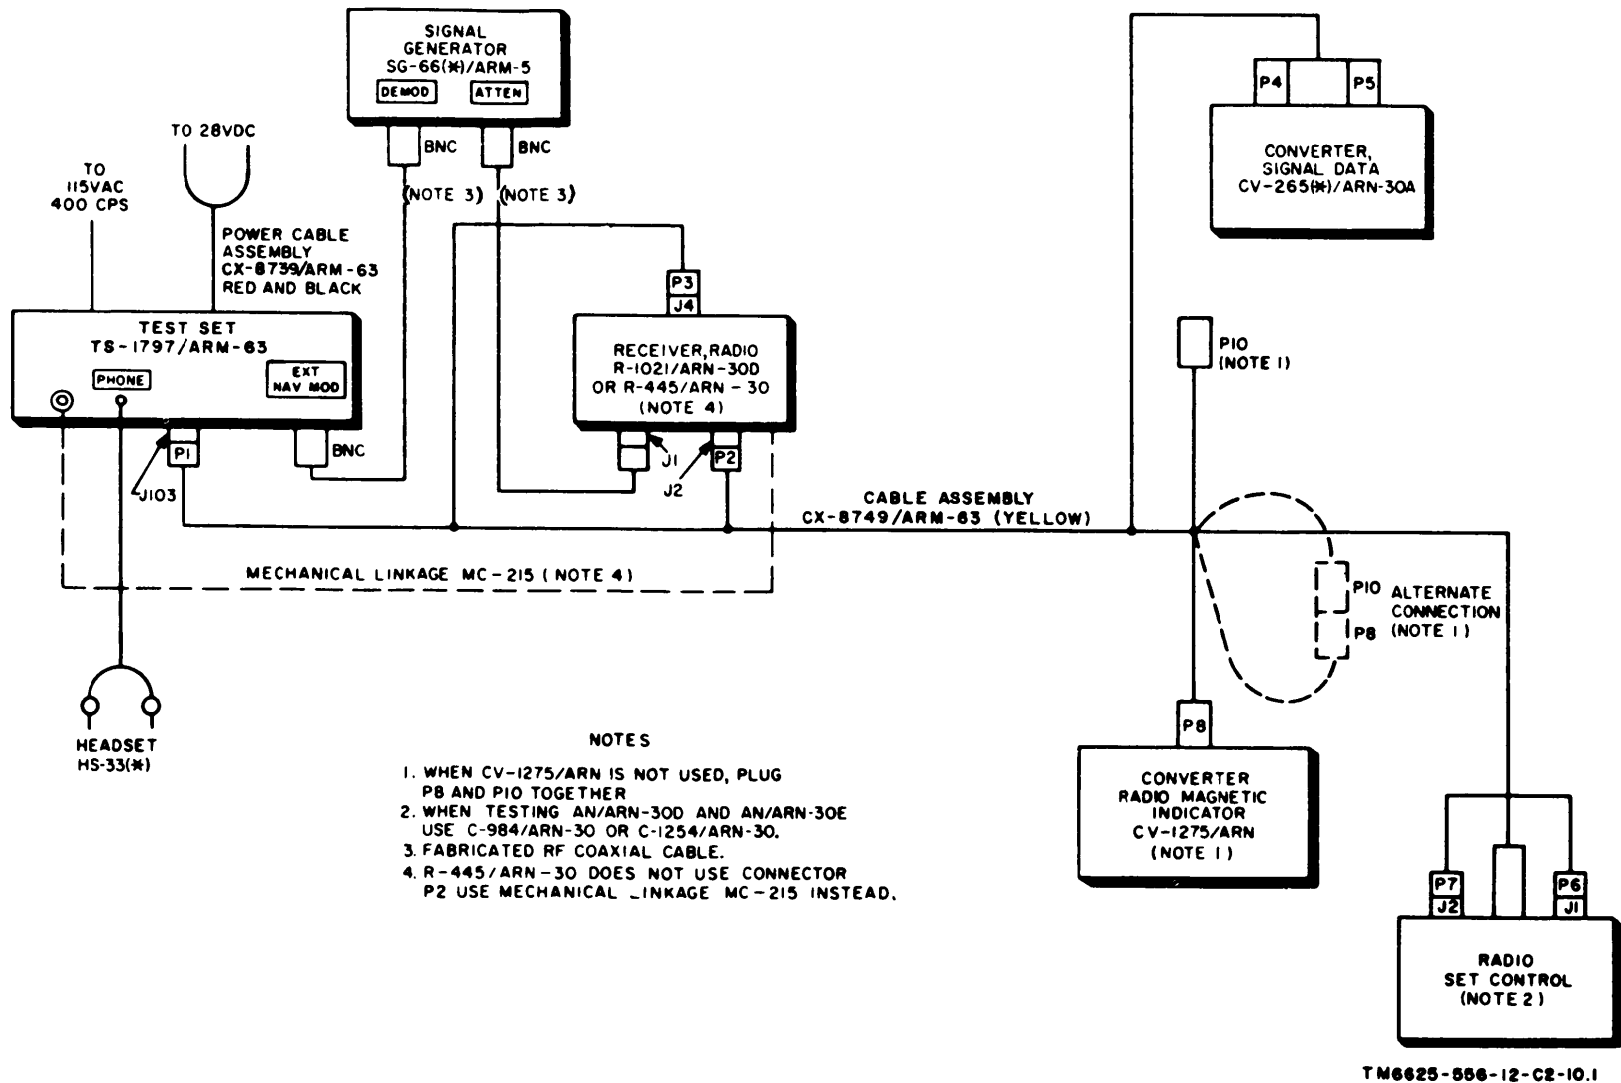 SIGNAL
GENERATOR
SG-66(*)/ARM-5
DEMOD
ATTEN
BNC
BNC
(NOTE 3)
(NOTE 3)
TO 28VDC
TO
115VAC
400 CPS
POWER CABLE
ASSEMBLY
CX-8739/ARM-63
RED AND BLACK
TEST SET
TS-1797/ARM-63
PHONE
EXT
NAV MOD
P1
BNC
J103
P3
J4
RECEIVER, RADIO
R-1021/ARN-30D
OR R-445/ARN-30
(NOTE 4)
J1
P2
J2
CABLE ASSEMBLY
CX-8749/ARM-63 (YELLOW)
MECHANICAL LINKAGE MC-215 (NOTE 4)
HEADSET
HS-33(*)
P4
P5
CONVERTER,
SIGNAL DATA
CV-265(*)/ARN-30A
P10
(NOTE 1)
P10
P8
ALTERNATE
CONNECTION
(NOTE 1)
P8
CONVERTER
RADIO MAGNETIC
INDICATOR
CV-1275/ARN
(NOTE 1)
P7
J2
P6
J1
RADIO
SET CONTROL
(NOTE 2)
NOTES
1. WHEN CV-1275/ARN IS NOT USED, PLUG
P8 AND P10 TOGETHER
2. WHEN TESTING AN/ARN-30D AND AN/ARN-30E
USE C-984/ARN-30 OR C-1254/ARN-30.
3. FABRICATED RF COAXIAL CABLE.
4. R-445/ARN-30 DOES NOT USE CONNECTOR
P2 USE MECHANICAL LINKAGE MC-215 INSTEAD.
TM6625-556-12-C2-10.1